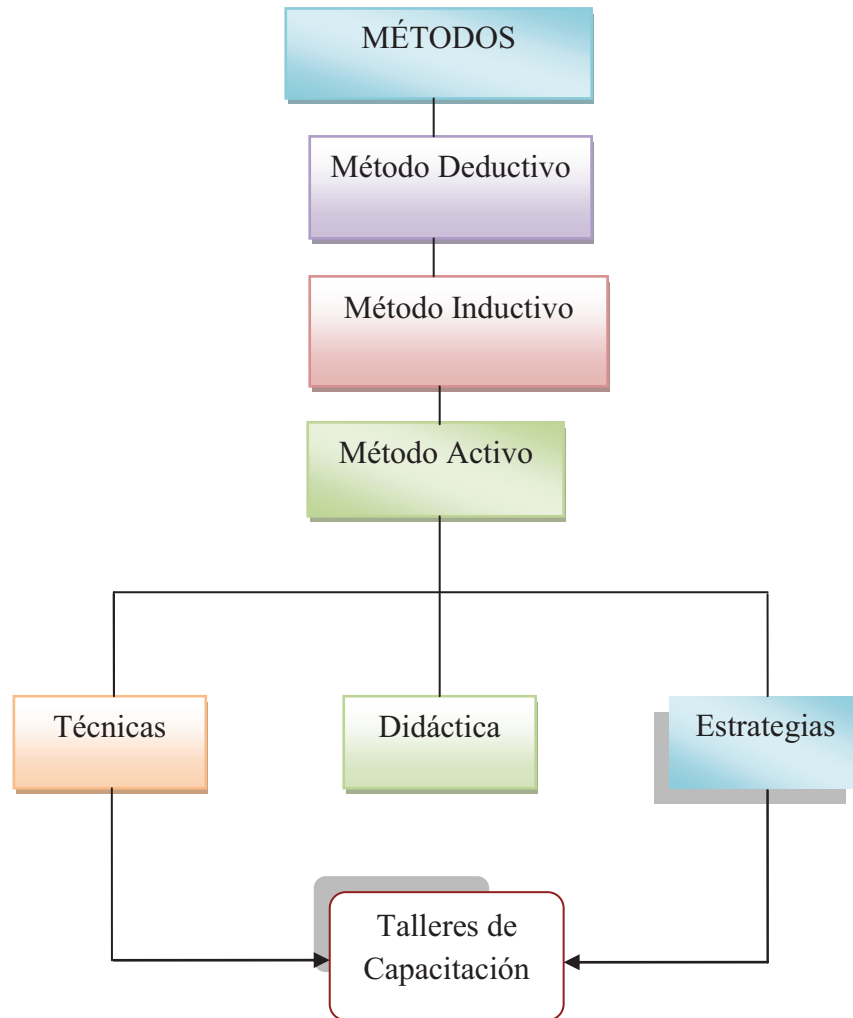 MÉTODOS
Método Deductivo
Método Inductivo
Método Activo
Técnicas
Didáctica
Estrategias
Talleres de
Capacitación